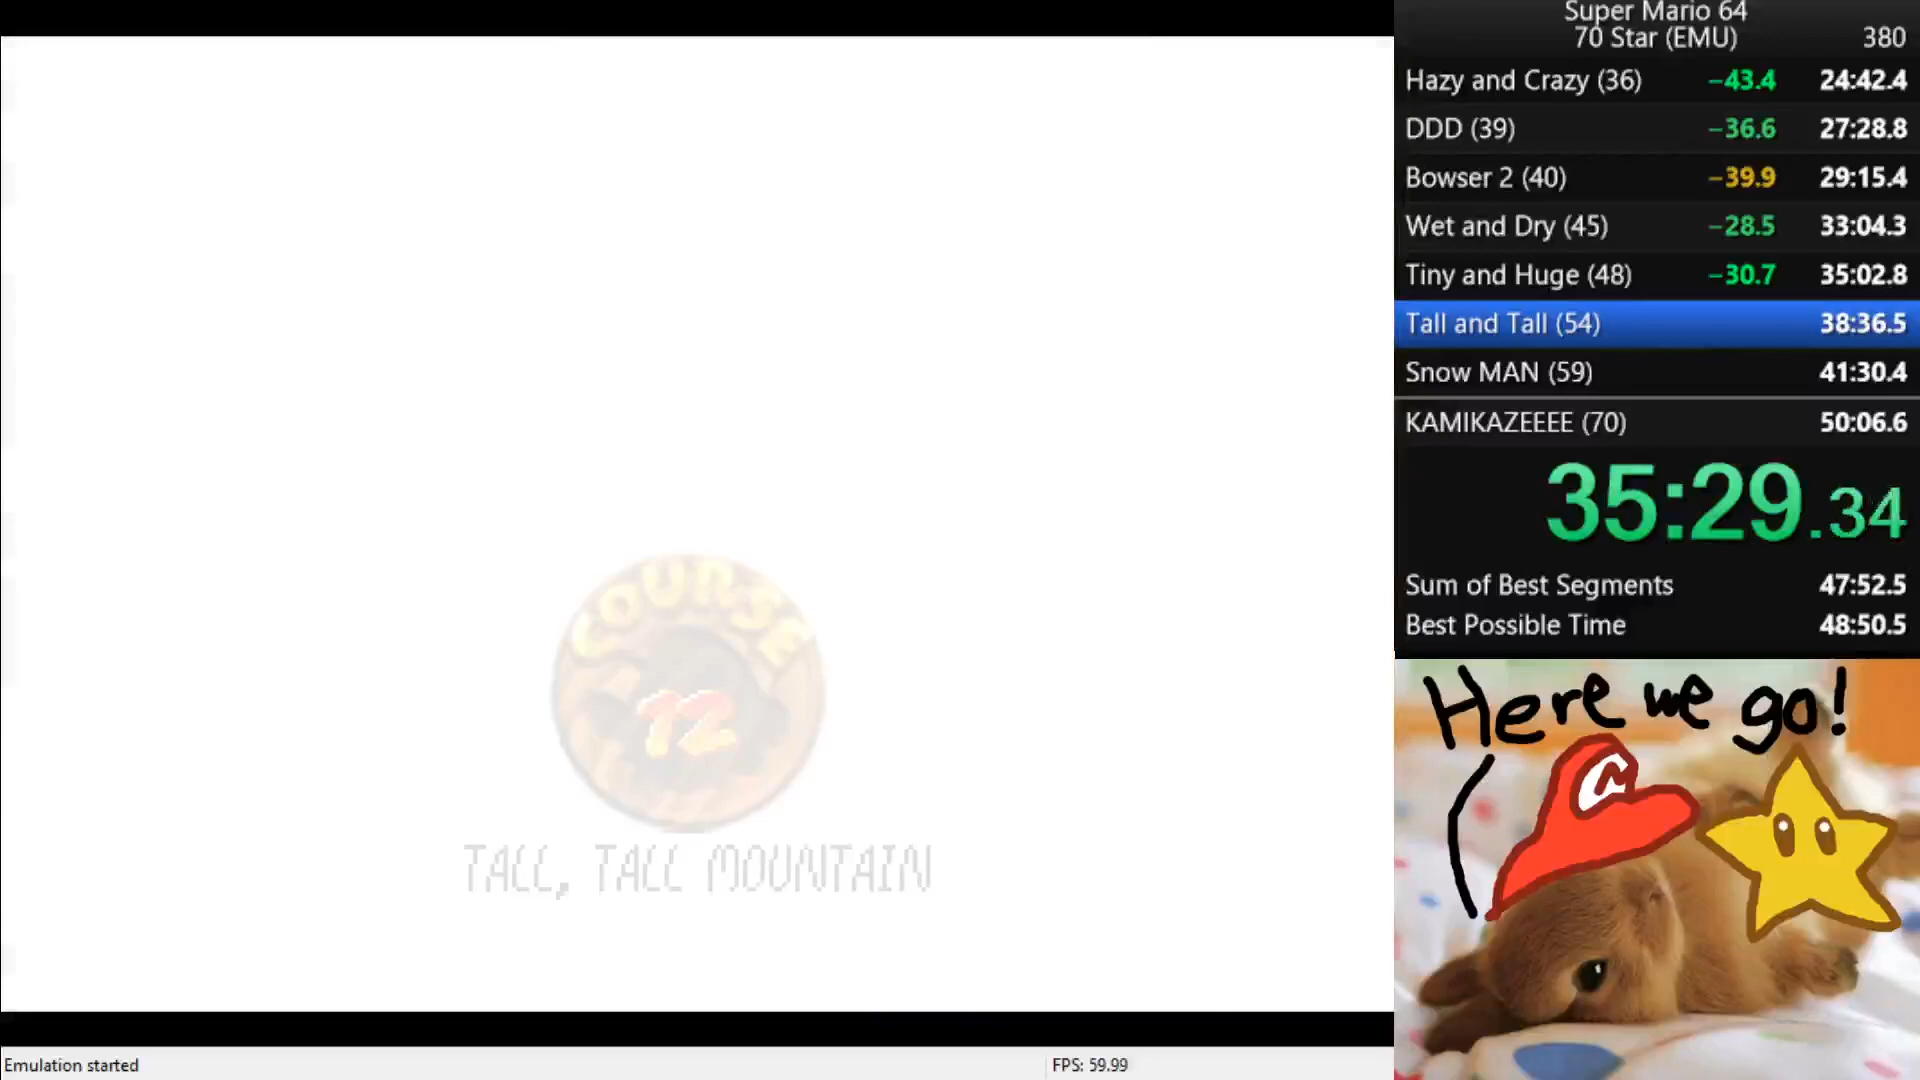 Super Mario 64
70 Star (EMU) 380
Hazy and Crazy (36) -43.4 24:42.4
DDD (39) -36.6 27:28.8
Bowser 2 (40) -39.9 29:15.4
Wet and Dry (45) -28.5 33:04.3
Tiny and Huge (48) -30.7 35:02.8
Tall and Tall (54) 38:36.5
Snow MAN (59) 41:30.4
KAMIKAZEEEE (70) 50:06.6
35:29.34
Sum of Best Segments 47:52.5
Best Possible Time 48:50.5
COURSE
12
TALL, TALL MOUNTAIN
Here we go!
Emulation started
FPS: 59.99